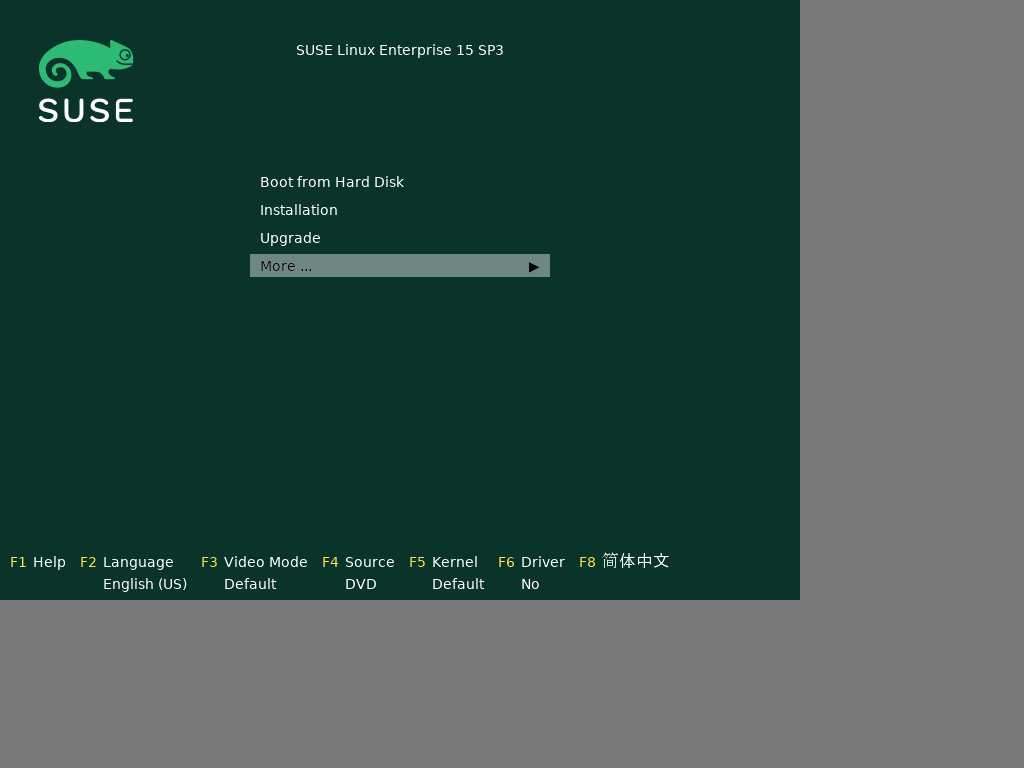 SUSE Linux Enterprise 15 SP3
SUSE
Boot from Hard Disk
Installation
Upgrade
More ...
F1 Help F2 Language F3 Video Mode F4 Source F5 Kernel F6 Driver F8 简体中文
English (US) Default DVD Default No